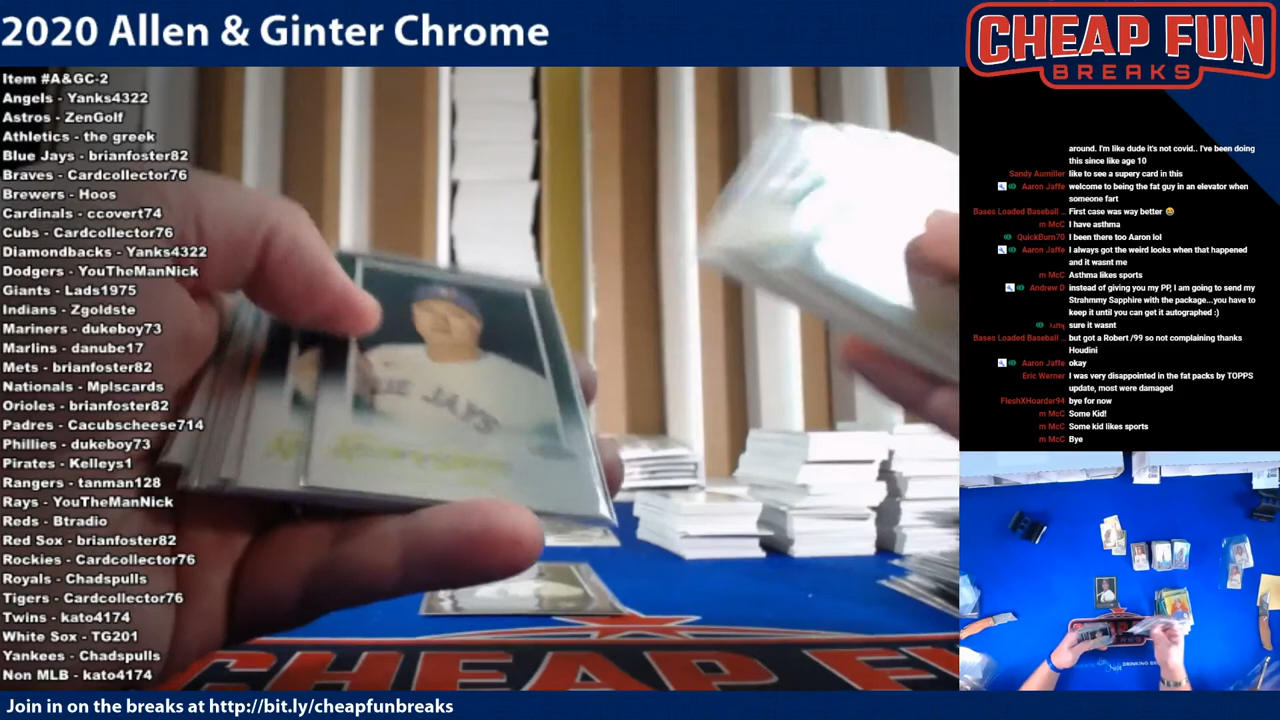 2020 Allen & Ginter Chrome
CHEAP FUN
BREAKS
Item #A&GC-2
Angels - Yanks4322
Astros - ZenGolf
Athletics - the greek
Blue Jays - brianfoster82
Braves - Cardcollector76
Brewers - Hoos
Cardinals - ccovert74
Cubs - Cardcollector76
Diamondbacks - Yanks4322
Dodgers - YouTheManNick
Giants - Lads1975
Indians - Zgoldste
Mariners - dukeboy73
Marlins - danube17
Mets - brianfoster82
Nationals - Mplscards
Orioles - brianfoster82
Padres - Cacubscheese714
Phillies - dukeboy73
Pirates - Kelleys1
Rangers - tanman128
Rays - YouTheManNick
Reds - Btradio
Red Sox - brianfoster82
Rockies - Cardcollector76
Royals - Chadspulls
Tigers - Cardcollector76
Twins - kato4174
White Sox - TG201
Yankees - Chadspulls
Non MLB - kato4174
JAYS
CHEAP F
around. I'm like dude it's not covid.. I've been doing
this since like age 10
Sandy Aumiller like to see a supery card in this
Aaron Jaffe welcome to being the fat guy in an elevator when
someone fart
Bases Loaded Baseball ... First case was way better 😅
m McC I have asthma
QuickBurn70 I been there too Aaron lol
Aaron Jaffe I always got the weird looks when that happened
and it wasnt me
m McC Asthma likes sports
Andrew D instead of giving you my PP, I am going to send my
Strahmmy Sapphire with the package...you have to
keep it until you can get it autographed :)
sure it wasnt
Bases Loaded Baseball ... but got a Robert /99 so not complaining thanks
Houdini
Aaron Jaffe okay
Eric Werner I was very disappointed in the fat packs by TOPPS
update, most were damaged
FleshXHoarder94 bye for now
m McC Some Kid!
m McC Some kid likes sports
m McC Bye
Join in on the breaks at http://bit.ly/cheapfunbreaks